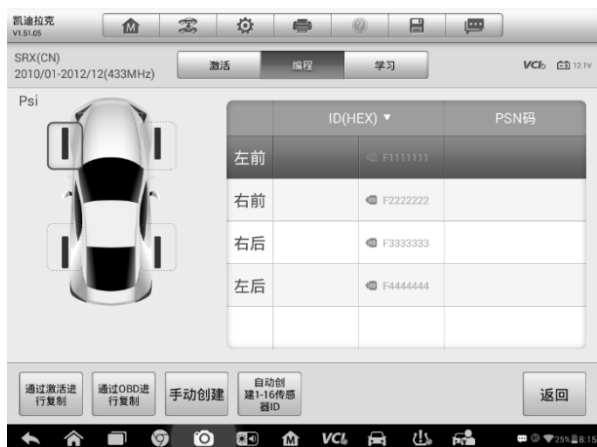 凯迪拉克
V1.51.05
M
SRX(CN)
2010/01-2012/12(433MHz)
激活
编程
学习
VCI
12.1V
Psi
ID(HEX) ▼
PSN码
左前
F1111111
右前
F2222222
右后
F3333333
左后
F4444444
通过激活进
行复制
通过OBD进
行复制
手动创建
自动创
建1-16传感
器ID
返回
M
VCI
25%
8:15